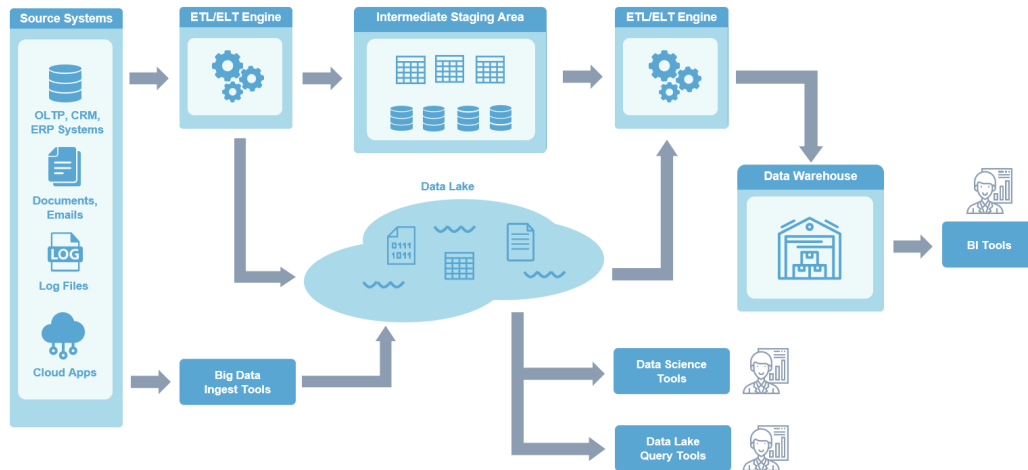 Source Systems
OLTP, CRM,
ERP Systems
Documents,
Emails
LOG
Log Files
Cloud Apps
ETL/ELT Engine
Intermediate Staging Area
ETL/ELT Engine
Data Lake
0111
1011
Big Data
Ingest Tools
Data Warehouse
BI Tools
Data Science
Tools
Data Lake
Query Tools